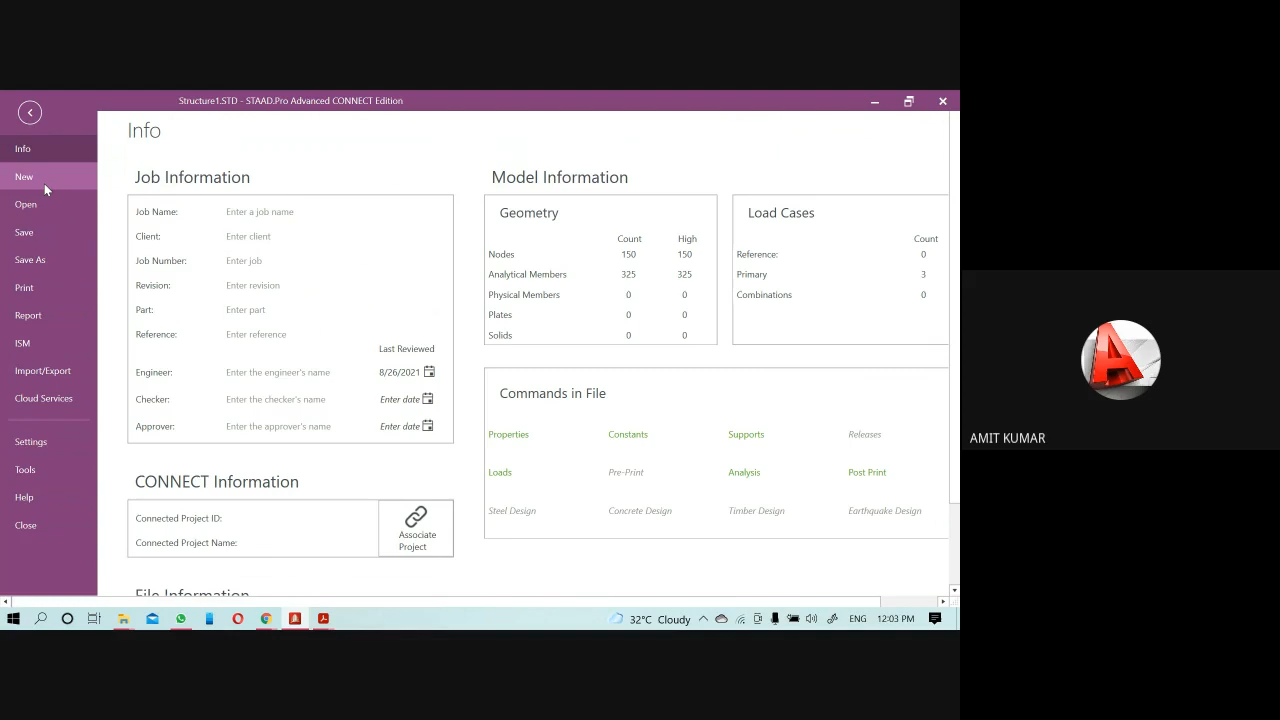 Structure1.STD - STAAD.Pro Advanced CONNECT Edition
Info
New
Open
Save
Save As
Print
Report
ISM
Import/Export
Cloud Services
Settings
Tools
Help
Close
Info
Job Information
Job Name: Enter a job name
Client: Enter client
Job Number: Enter job
Revision: Enter revision
Part: Enter part
Reference: Enter reference
Last Reviewed
Engineer: Enter the engineer's name 8/26/2021
Checker: Enter the checker's name Enter date
Approver: Enter the approver's name Enter date
CONNECT Information
Connected Project ID:
Connected Project Name:
Associate
Project
File Information
Model Information
Geometry
Count High
Nodes 150 150
Analytical Members 325 325
Physical Members 0 0
Plates 0 0
Solids 0 0
Load Cases
Count
Reference: 0
Primary 3
Combinations 0
Commands in File
Properties Constants Supports Releases
Loads Pre-Print Analysis Post Print
Steel Design Concrete Design Timber Design Earthquake Design
32°C Cloudy ENG 12:03 PM
AMIT KUMAR